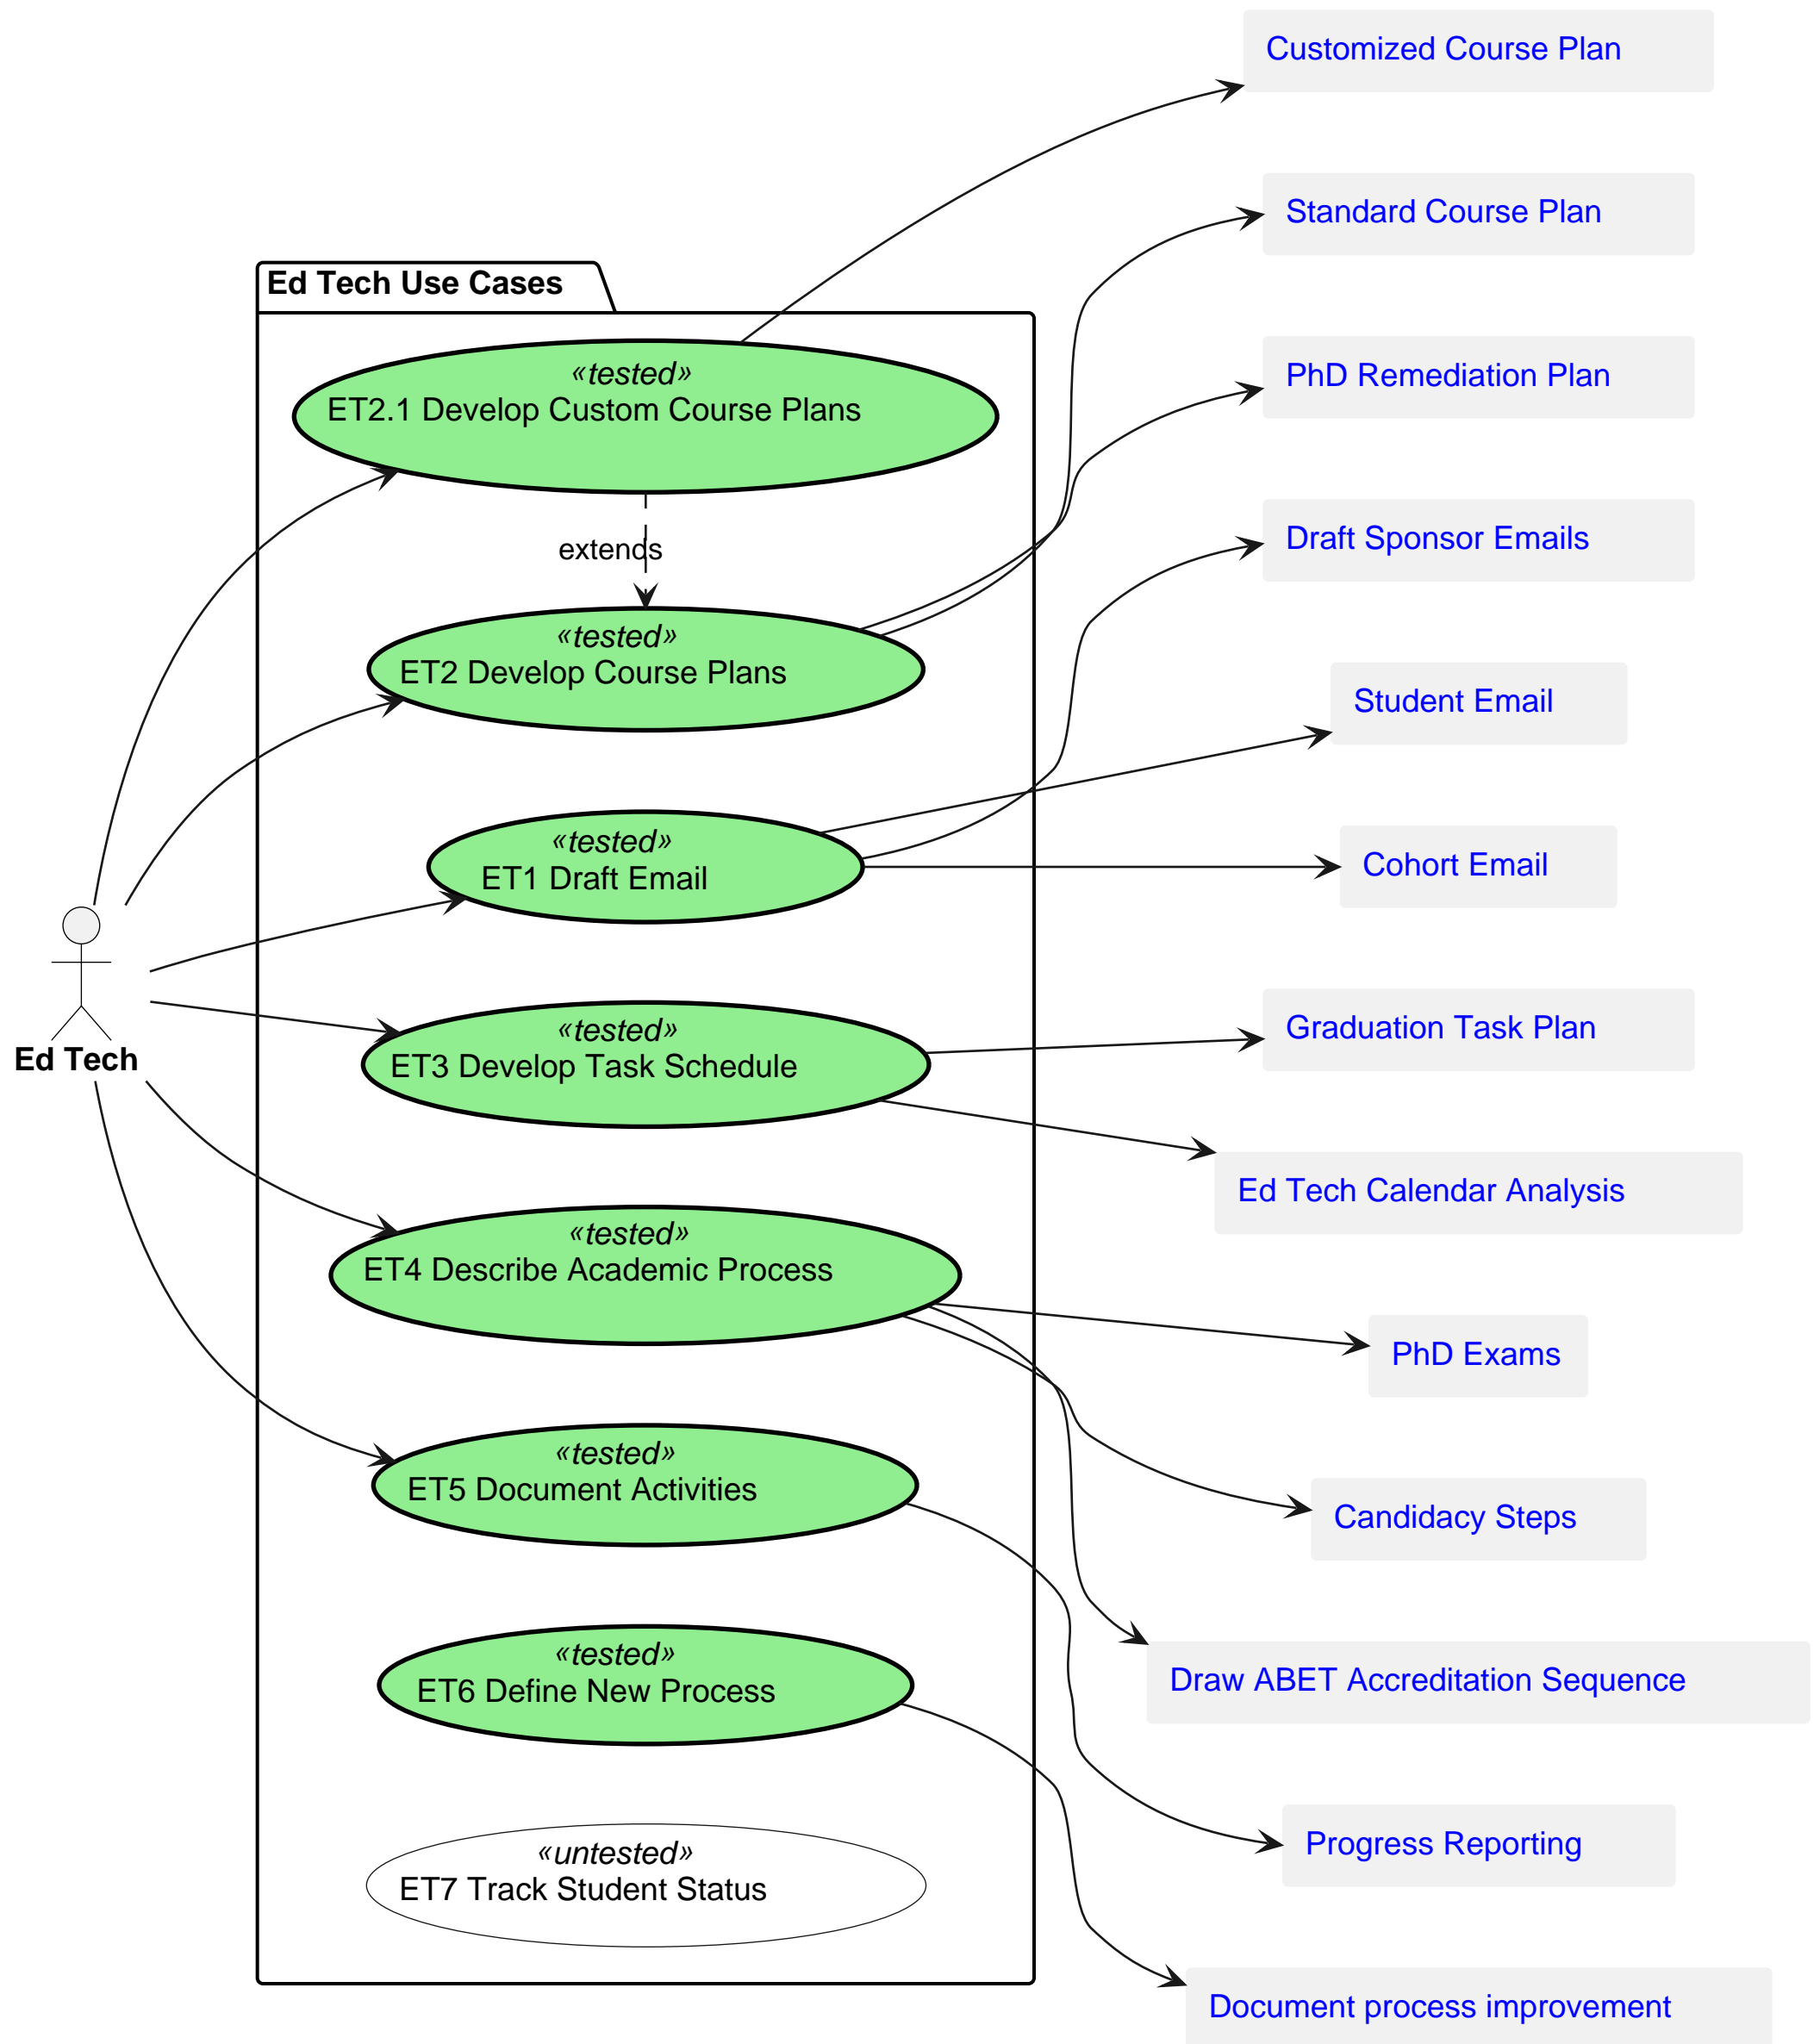 Customized Course Plan
Standard Course Plan
Ed Tech Use Cases
PhD Remediation Plan
«tested»
ET2.1 Develop Custom Course Plans
extends
Draft Sponsor Emails
«tested»
ET2 Develop Course Plans
Student Email
«tested»
ET1 Draft Email
Cohort Email
Ed Tech
«tested»
ET3 Develop Task Schedule
Graduation Task Plan
Ed Tech Calendar Analysis
«tested»
ET4 Describe Academic Process
PhD Exams
«tested»
ET5 Document Activities
Candidacy Steps
«tested»
ET6 Define New Process
Draw ABET Accreditation Sequence
Progress Reporting
«untested»
ET7 Track Student Status
Document process improvement